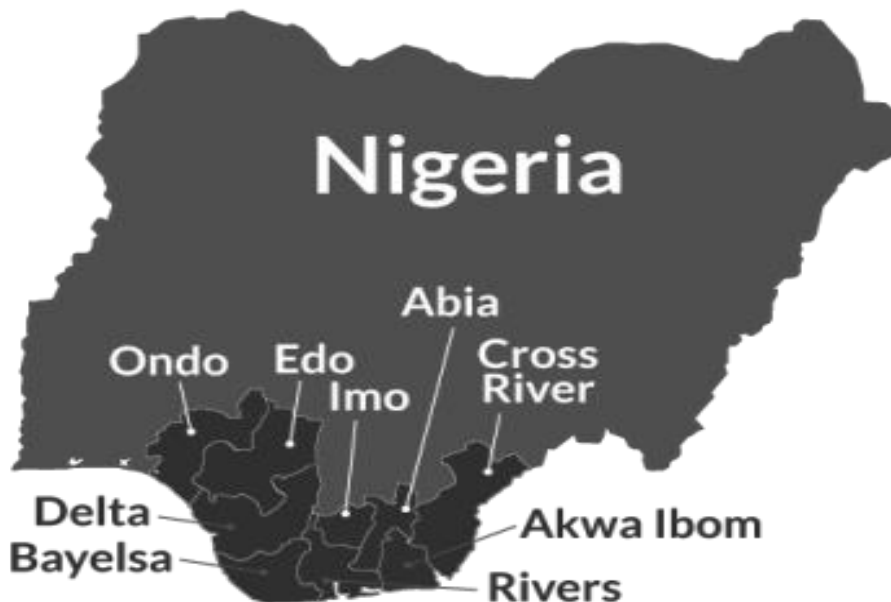 Nigeria
Abia
Ondo
Edo
Imo
Cross
River
Delta
Bayelsa
Akwa Ibom
Rivers